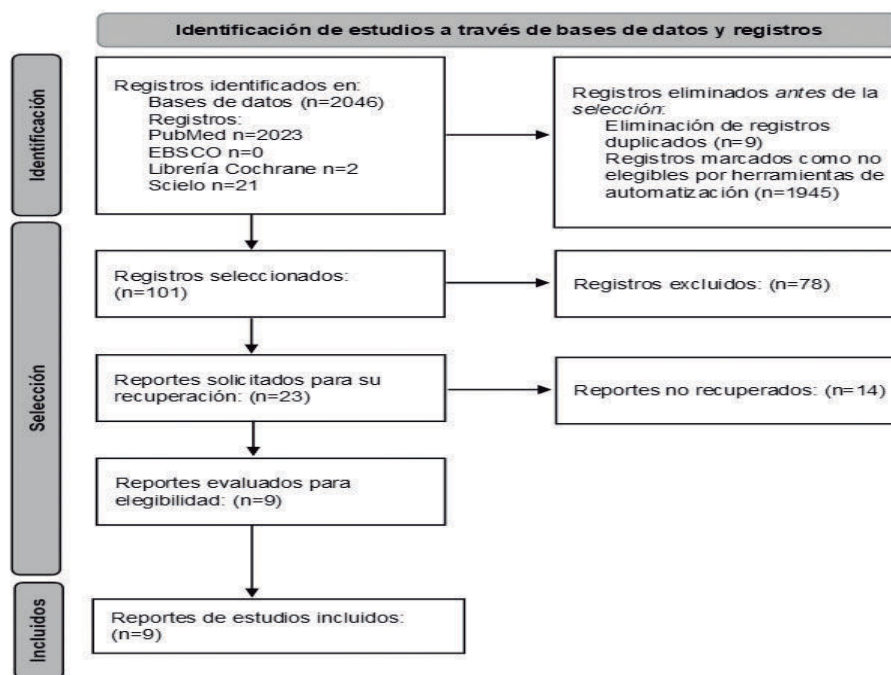 Identificación de estudios a través de bases de datos y registros
Identificación
Registros identificados en:
Bases de datos (n=2046)
Registros:
PubMed n=2023
EBSCO n=0
Librería Cochrane n=2
Scielo n=21
Registros eliminados antes de la
selección:
Eliminación de registros
duplicados (n=9)
Registros marcados como no
elegibles por herramientas de
automatización (n=1945)
Selección
Registros seleccionados:
(n=101)
Registros excluidos: (n=78)
Reportes solicitados para su
recuperación: (n=23)
Reportes no recuperados: (n=14)
Reportes evaluados para
elegibilidad: (n=9)
Incluidos
Reportes de estudios incluidos:
(n=9)